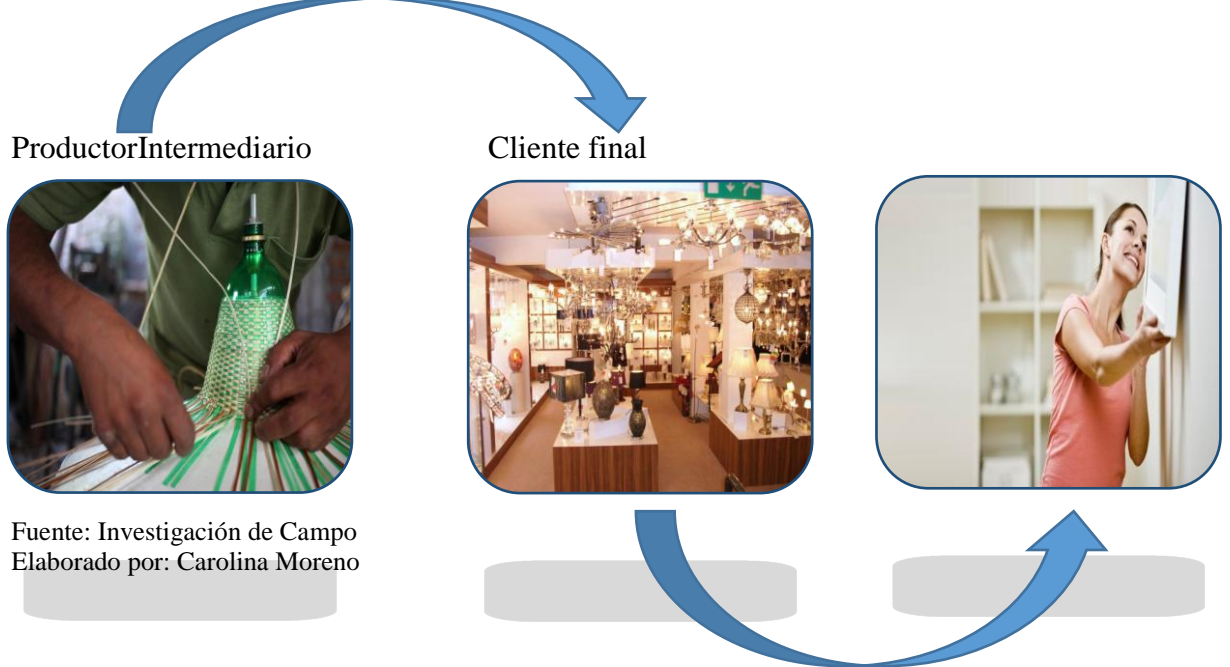 ProductorIntermediario Cliente final
Fuente: Investigación de Campo
Elaborado por: Carolina Moreno